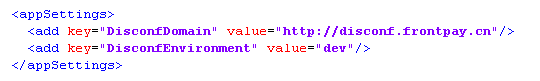 <appSettings>
<add key="DisconfDomain" value="http://disconf.frontpay.cn"/>
<add key="DisconfEnvironment" value="dev"/>
</appSettings>